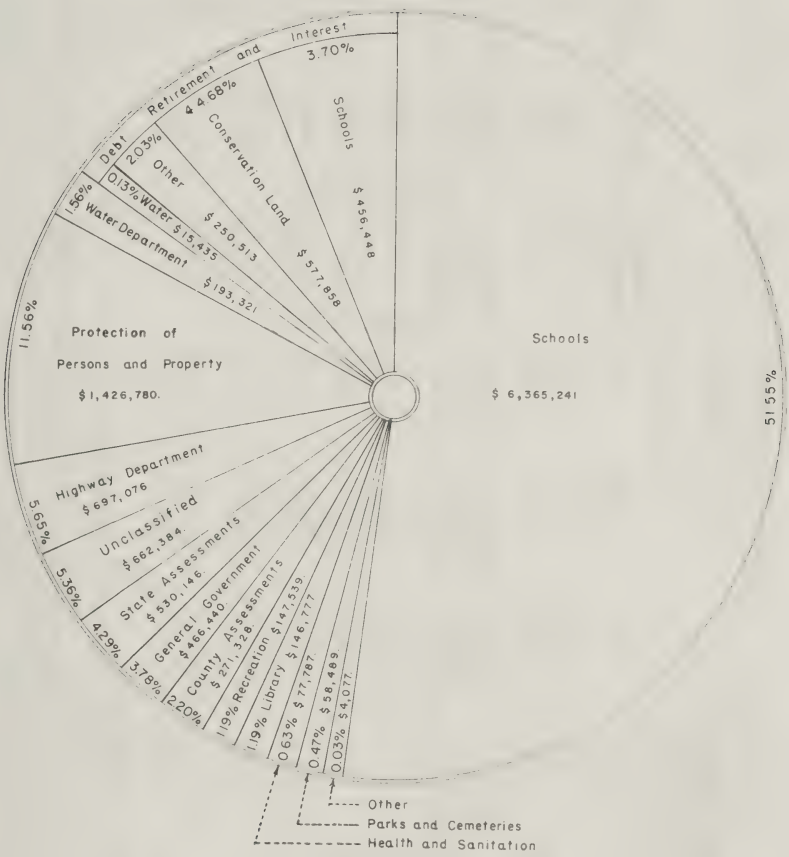 Debt Retirement and Interest
3.70%
Schools
$456,448
4 4.68%
Conservation Land
$577,858
2.03%
Other
$250,513
0.13% Water $15,435
1.56%
Water Department
$193,321
11.56%
Protection of
Persons and Property
$1,426,780.
Schools
$6,365,241
51 55%
Highway Department
$697,076
5.65%
Unclassified
$662,384.
5.36%
State Assessments
$530,146.
4.29%
General Government
$466,440.
3.78%
County Assessments
$271,328.
2.20%
1 19% Recreation $147,539.
1.19% Library $146,777
0 63% $77,787.
0.47% $58,489.
0.03% $4,077.
Other
Parks and Cemeteries
Health and Sanitation